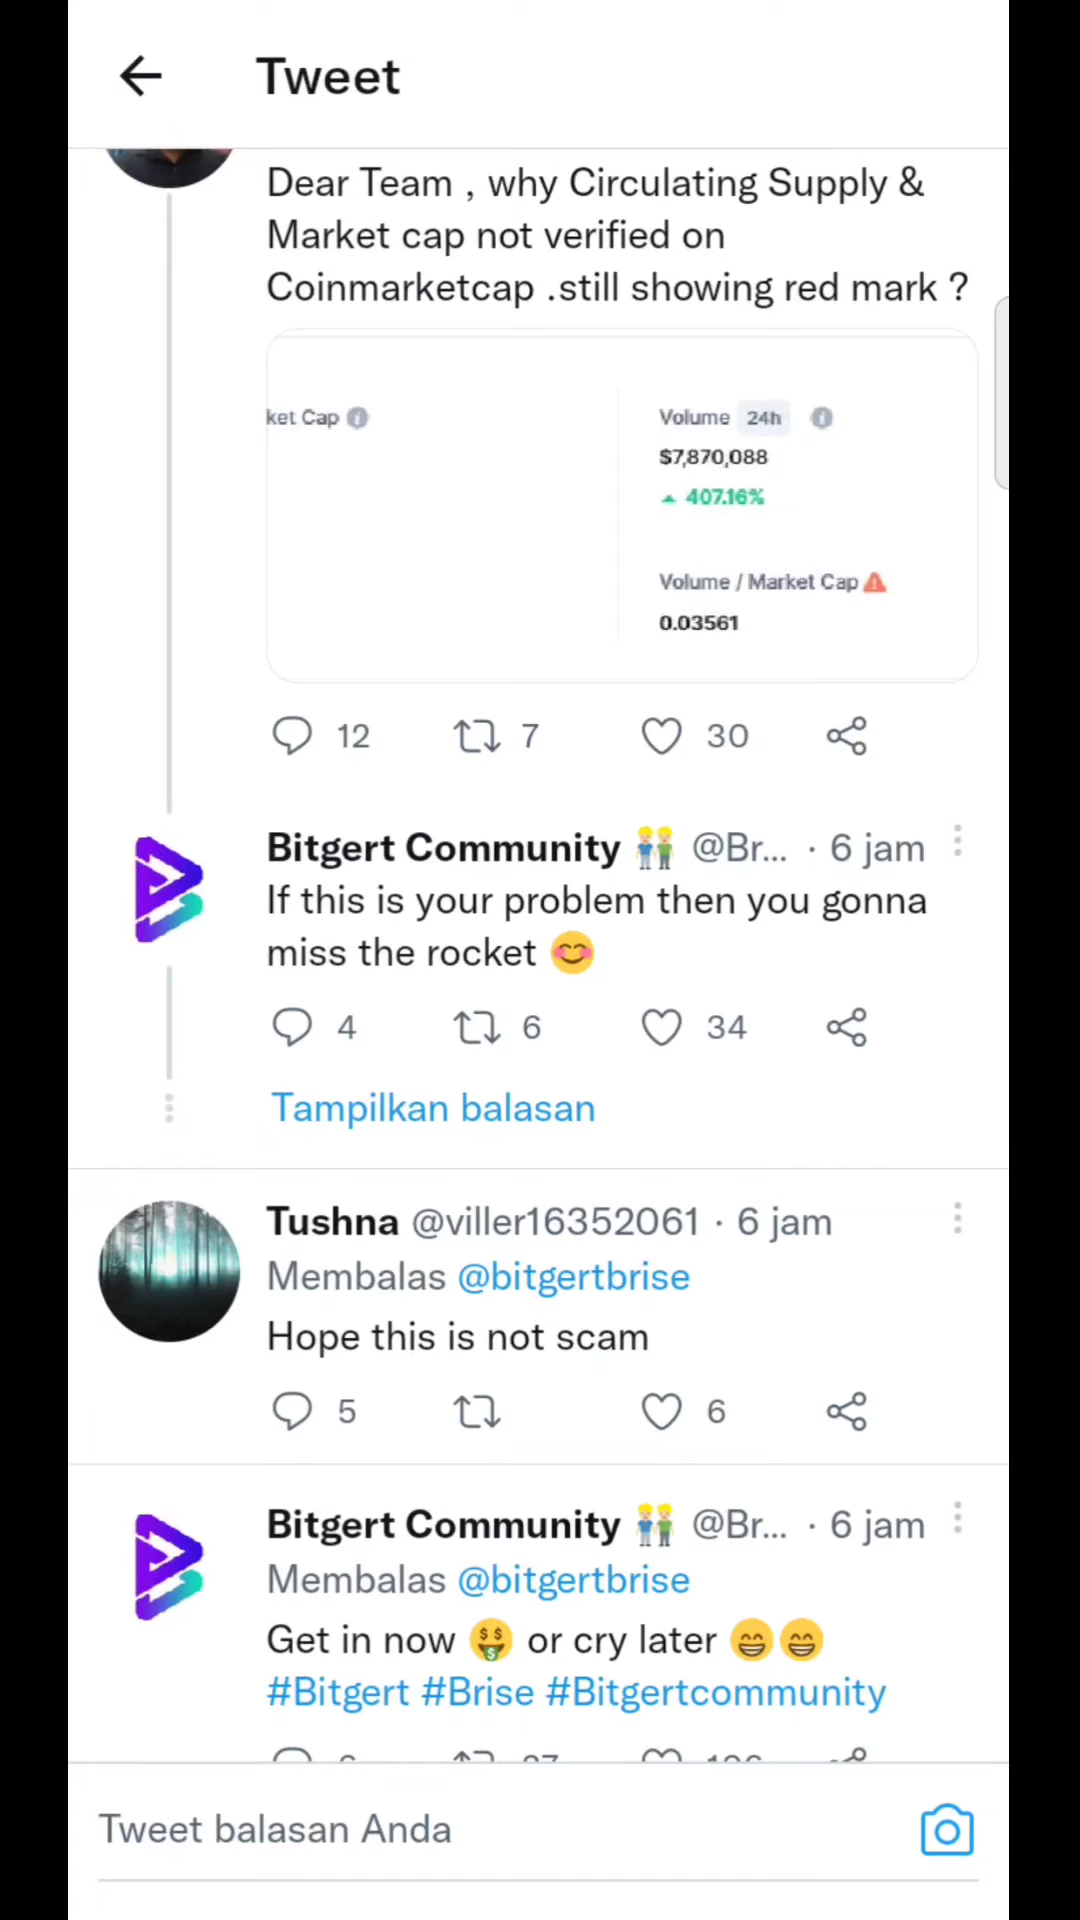 Tweet
Dear Team , why Circulating Supply &
Market cap not verified on
Coinmarketcap .still showing red mark ?
ket Cap
Volume 24h
$7,870,088
407.16%
Volume / Market Cap
0.03561
12 7 30
Bitgert Community @Br... · 6 jam
If this is your problem then you gonna
miss the rocket 😊
4 6 34
Tampilkan balasan
Tushna @viller16352061 · 6 jam
Membalas @bitgertbrise
Hope this is not scam
5 6
Bitgert Community @Br... · 6 jam
Membalas @bitgertbrise
Get in now 🤑 or cry later 😁😁
#Bitgert #Brise #Bitgertcommunity
Tweet balasan Anda